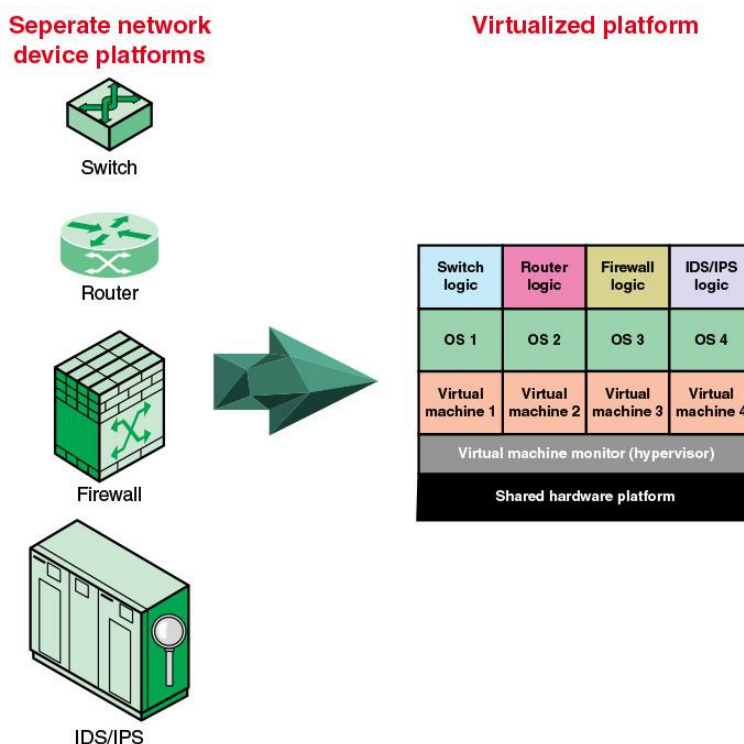 Seperate network
device platforms
Switch
Router
Firewall
IDS/IPS
Virtualized platform
Switch
logic
Router
logic
Firewall
logic
IDS/IPS
logic
OS 1
OS 2
OS 3
OS 4
Virtual
machine 1
Virtual
machine 2
Virtual
machine 3
Virtual
machine 4
Virtual machine monitor (hypervisor)
Shared hardware platform